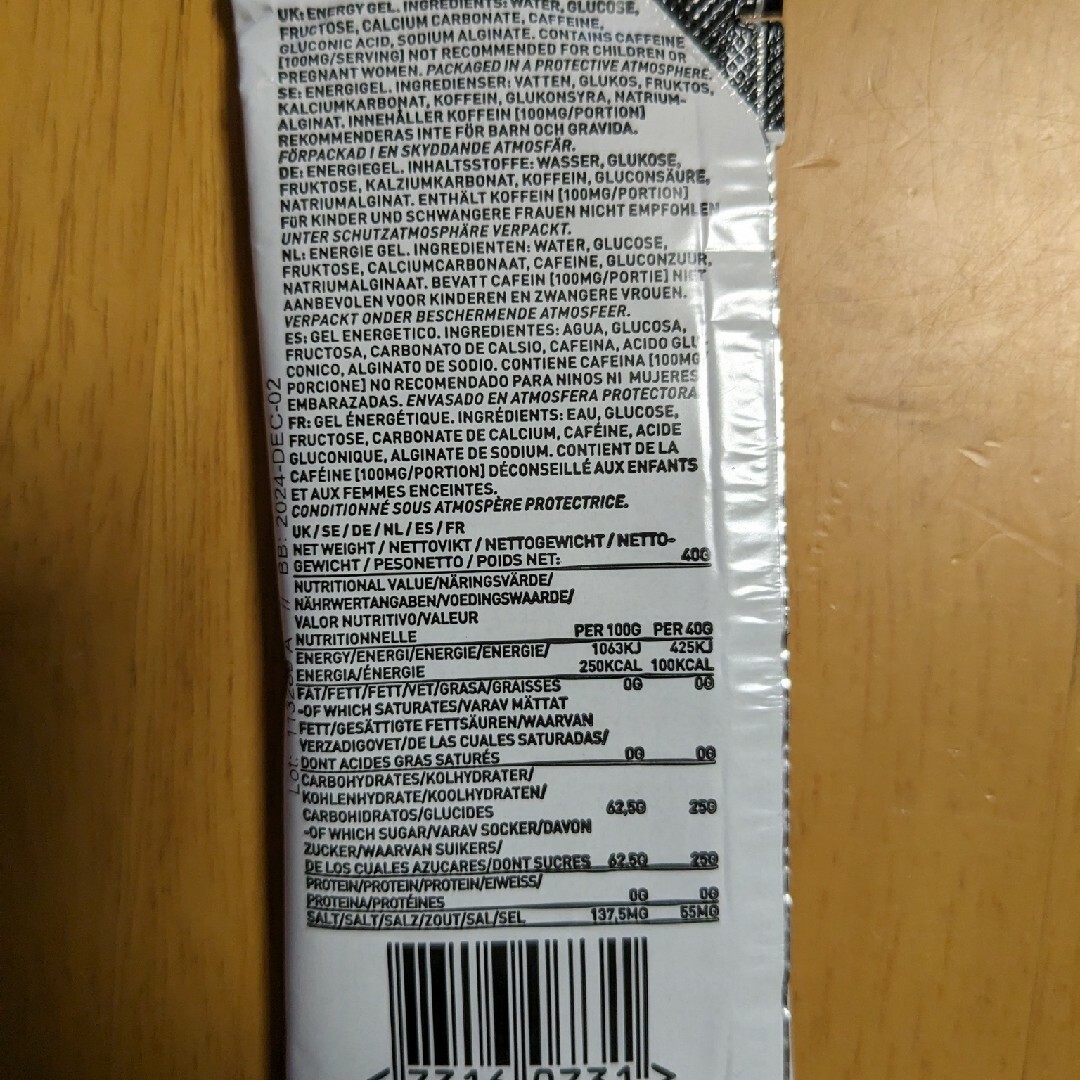 UK: ENERGY GEL. INGREDIENTS: WATER, GLUCOSE,
FRUCTOSE, CALCIUM CARBONATE, CAFFEINE,
GLUCONIC ACID, SODIUM ALGINATE. CONTAINS CAFFEINE
[100MG/SERVING] NOT RECOMMENDED FOR CHILDREN OR
PREGNANT WOMEN. PACKAGED IN A PROTECTIVE ATMOSPHERE.
SE: ENERGIGEL. INGREDIENSER: VATTEN, GLUKOS, FRUKTOS,
KALCIUMKARBONAT, KOFFEIN, GLUKONSYRA, NATRIUM-
ALGINAT. INNEHÅLLER KOFFEIN [100MG/PORTION]
REKOMMENDERAS INTE FÖR BARN OCH GRAVIDA.
FÖRPACKAD I EN SKYDDANDE ATMOSFÄR.
DE: ENERGIEGEL. INHALTSSTOFFE: WASSER, GLUKOSE,
FRUKTOSE, KALZIUMKARBONAT, KOFFEIN, GLUCONSÄURE,
NATRIUMALGINAT. ENTHÄLT KOFFEIN [100MG/PORTION]
FÜR KINDER UND SCHWANGERE FRAUEN NICHT EMPFOHLEN
UNTER SCHUTZATMOSPHÄRE VERPACKT.
NL: ENERGIE GEL. INGREDIENTEN: WATER, GLUCOSE,
FRUKTOSE, CALCIUMCARBONAAT, CAFEINE, GLUCONZUUR,
NATRIUMALGINAAT. BEVATT CAFEIN [100MG/PORTIE] NIET
AANBEVOLEN VOOR KINDEREN EN ZWANGERE VROUEN.
VERPACKT ONDER BESCHERMENDE ATMOSFEER.
ES: GEL ENERGETICO. INGREDIENTES: AGUA, GLUCOSA,
FRUCTOSA, CARBONATO DE CALSIO, CAFEINA, ACIDO GLU-
CONICO, ALGINATO DE SODIO. CONTIENE CAFEINA [100MG
PORCIONE] NO RECOMENDADO PARA NINOS NI MUJERES
EMBARAZADAS. ENVASADO EN ATMOSFERA PROTECTORA
FR: GEL ÉNERGÉTIQUE. INGRÉDIENTS: EAU, GLUCOSE,
FRUCTOSE, CARBONATE DE CALCIUM, CAFÉINE, ACIDE
GLUCONIQUE, ALGINATE DE SODIUM. CONTIENT DE LA
CAFÉINE [100MG/PORTION] DÉCONSEILLÉ AUX ENFANTS
ET AUX FEMMES ENCEINTES.
CONDITIONNÉ SOUS ATMOSPÈRE PROTECTRICE.
UK/SE/DE/NL/ES/FR
NET WEIGHT / NETTOVIKT / NETTOGEWICHT / NETTO-
GEWICHT / PESONETTO / POIDS NET: 40G
NUTRITIONAL VALUE/NÄRINGSVÄRDE/
NÄHRWERTANGABEN/VOEDINGSWAARDE/
VALOR NUTRITIVO/VALEUR
NUTRITIONNELLE PER 100G PER 40G
ENERGY/ENERGI/ENERGIE/ENERGIE/ 1063KJ 425KJ
ENERGIA/ÉNERGIE 250KCAL 100KCAL
FAT/FETT/FETT/VET/GRASA/GRAISSES 0G 0G
-OF WHICH SATURATES/VARAV MÄTTAT
FETT/GESÄTTIGTE FETTSÄUREN/WAARVAN
VERZADIGOVET/DE LAS CUALES SATURADAS/
DONT ACIDES GRAS SATURÉS 0G 0G
CARBOHYDRATES/KOLHYDRATER/
KOHLENHYDRATE/KOOLHYDRATEN/
CARBOHIDRATOS/GLUCIDES 62,5G 25G
-OF WHICH SUGAR/VARAV SOCKER/DAVON
ZUCKER/WAARVAN SUIKERS/
DE LOS CUALES AZUCARES/DONT SUCRES 62.5G 25G
PROTEIN/PROTEIN/PROTEIN/EIWEISS/
PROTEINA/PROTÉINES 0G 0G
SALT/SALT/SALZ/ZOUT/SAL/SEL 137,5MG 55MG
BB: 2024-DEC-02